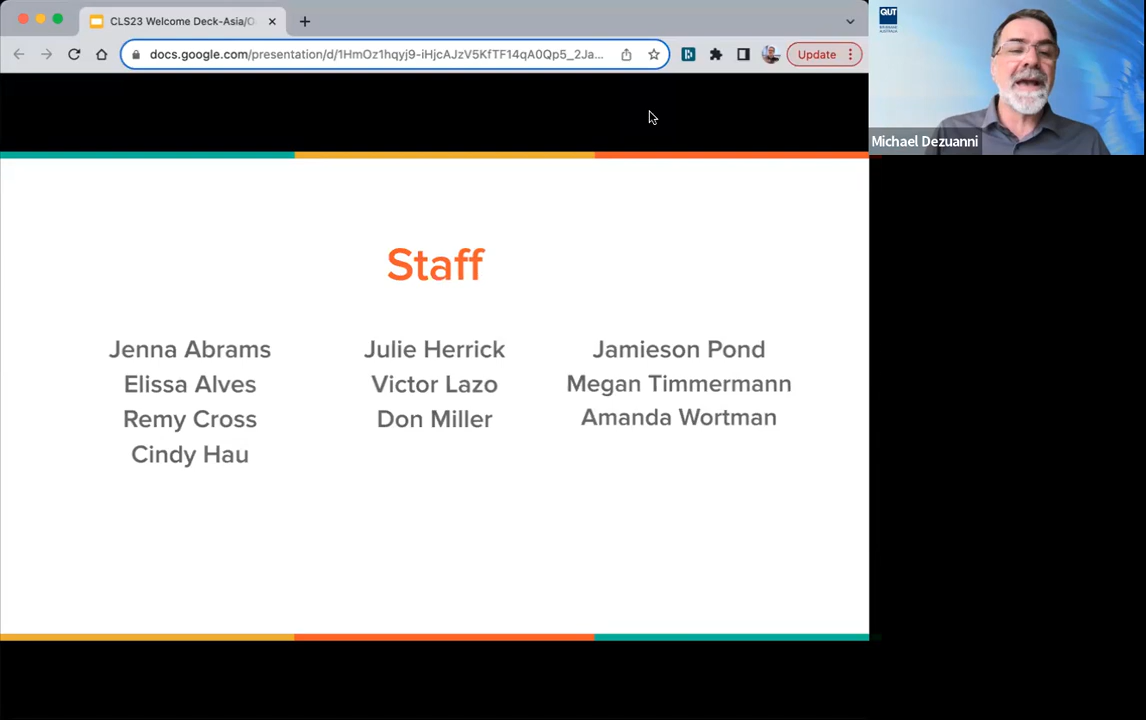 CLS23 Welcome Deck-Asia/O
docs.google.com/presentation/d/1HmOz1hqyj9-iHjcAJzV5KfTF14qA0Qp5_2Ja...
Update
QUT
Michael Dezuanni
Staff
Jenna Abrams
Elissa Alves
Remy Cross
Cindy Hau
Julie Herrick
Victor Lazo
Don Miller
Jamieson Pond
Megan Timmermann
Amanda Wortman